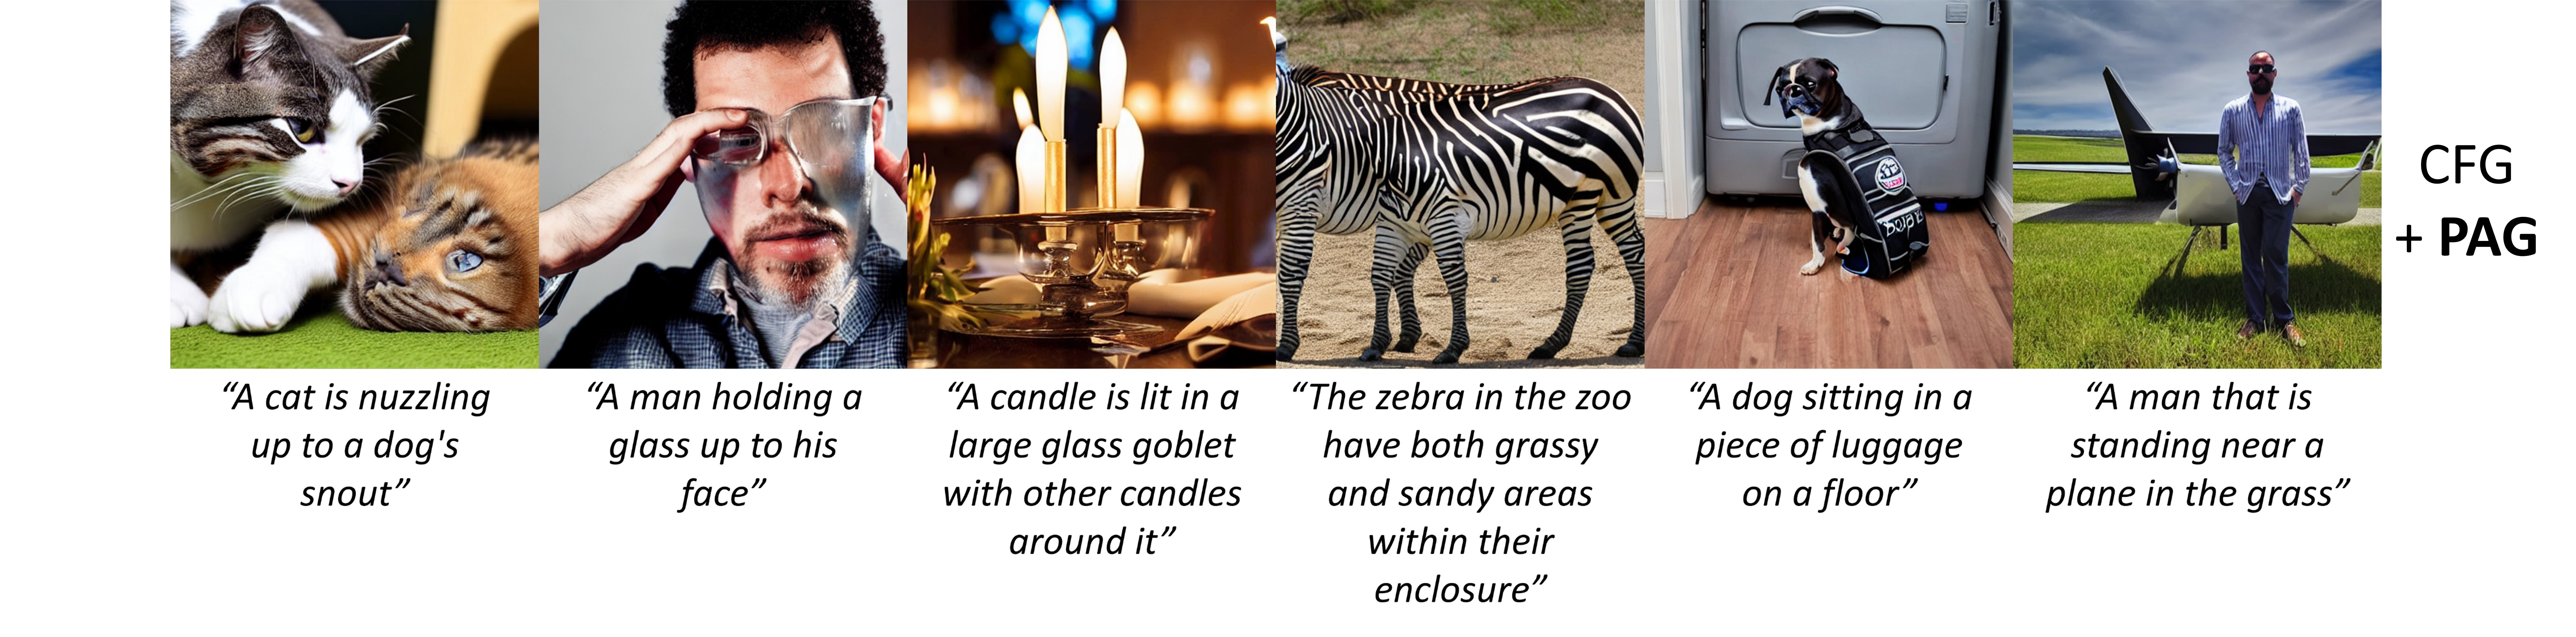 CFG
+ PAG
“A cat is nuzzling
up to a dog's
snout”
“A man holding a
glass up to his
face”
“A candle is lit in a
large glass goblet
with other candles
around it”
“The zebra in the zoo
have both grassy
and sandy areas
within their
enclosure”
“A dog sitting in a
piece of luggage
on a floor”
“A man that is
standing near a
plane in the grass”